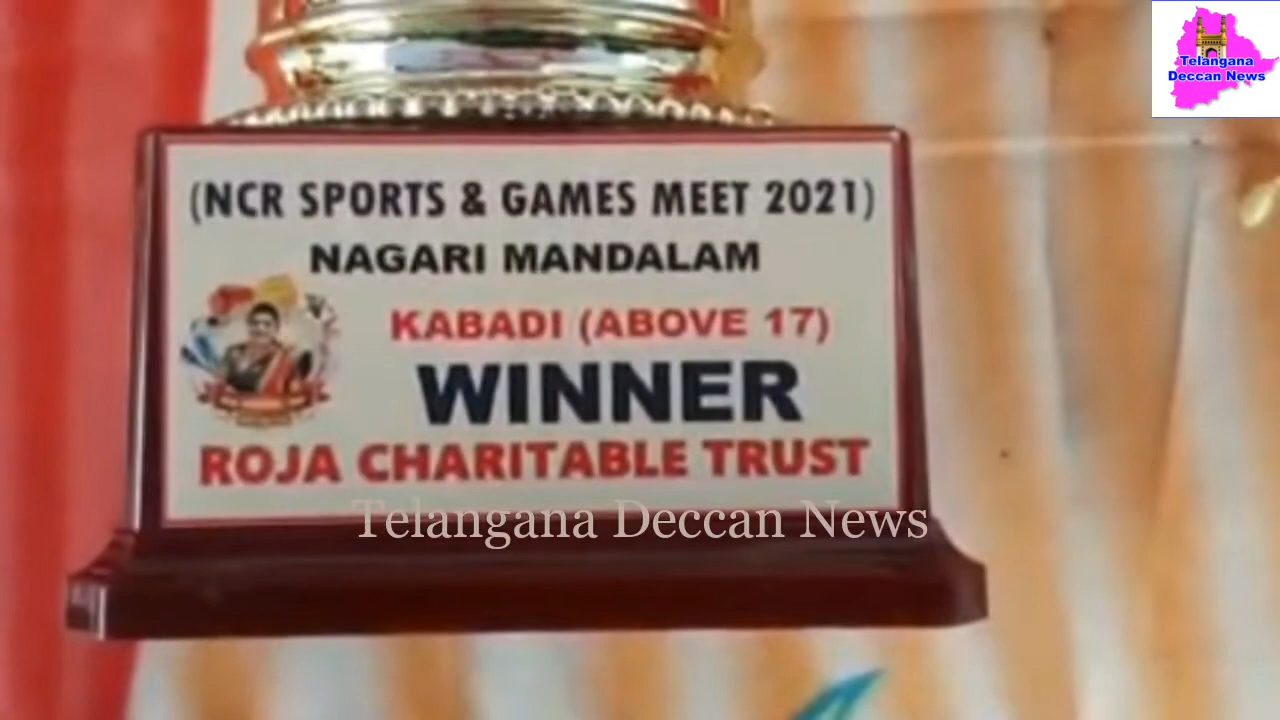 Telangana
Deccan News
(NCR SPORTS & GAMES MEET 2021)
NAGARI MANDALAM
KABADI (ABOVE 17)
WINNER
ROJA CHARITABLE TRUST
Telangana Deccan News